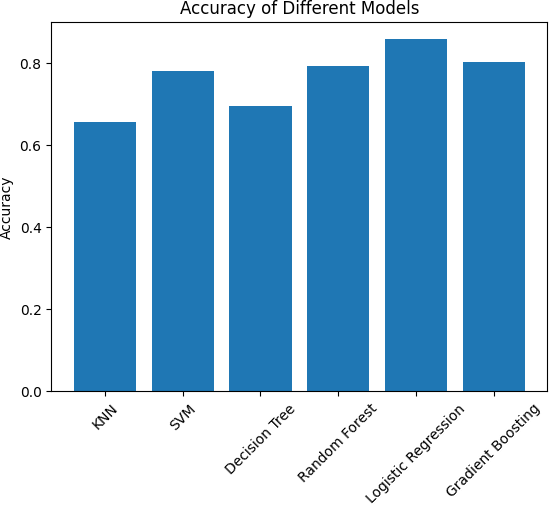 Accuracy of Different Models
Accuracy
0.8
0.6
0.4
0.2
0.0
KNN
SVM
Decision Tree
Random Forest
Logistic Regression
Gradient Boosting